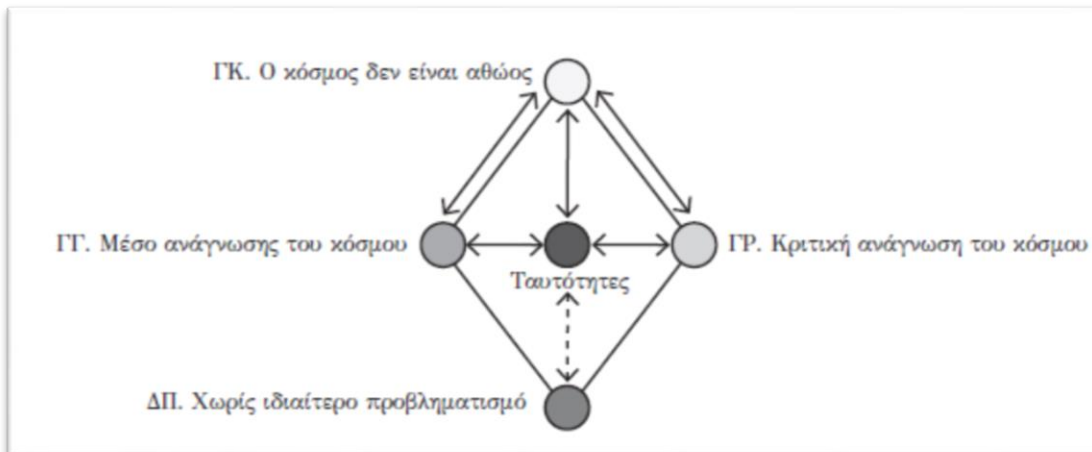 ΓΚ. Ο κόσμος δεν είναι αθώος
ΓΓ. Μέσο ανάγνωσης του κόσμου
ΓΡ. Κριτική ανάγνωση του κόσμου
Ταυτότητες
ΔΠ. Χωρίς ιδιαίτερο προβληματισμό